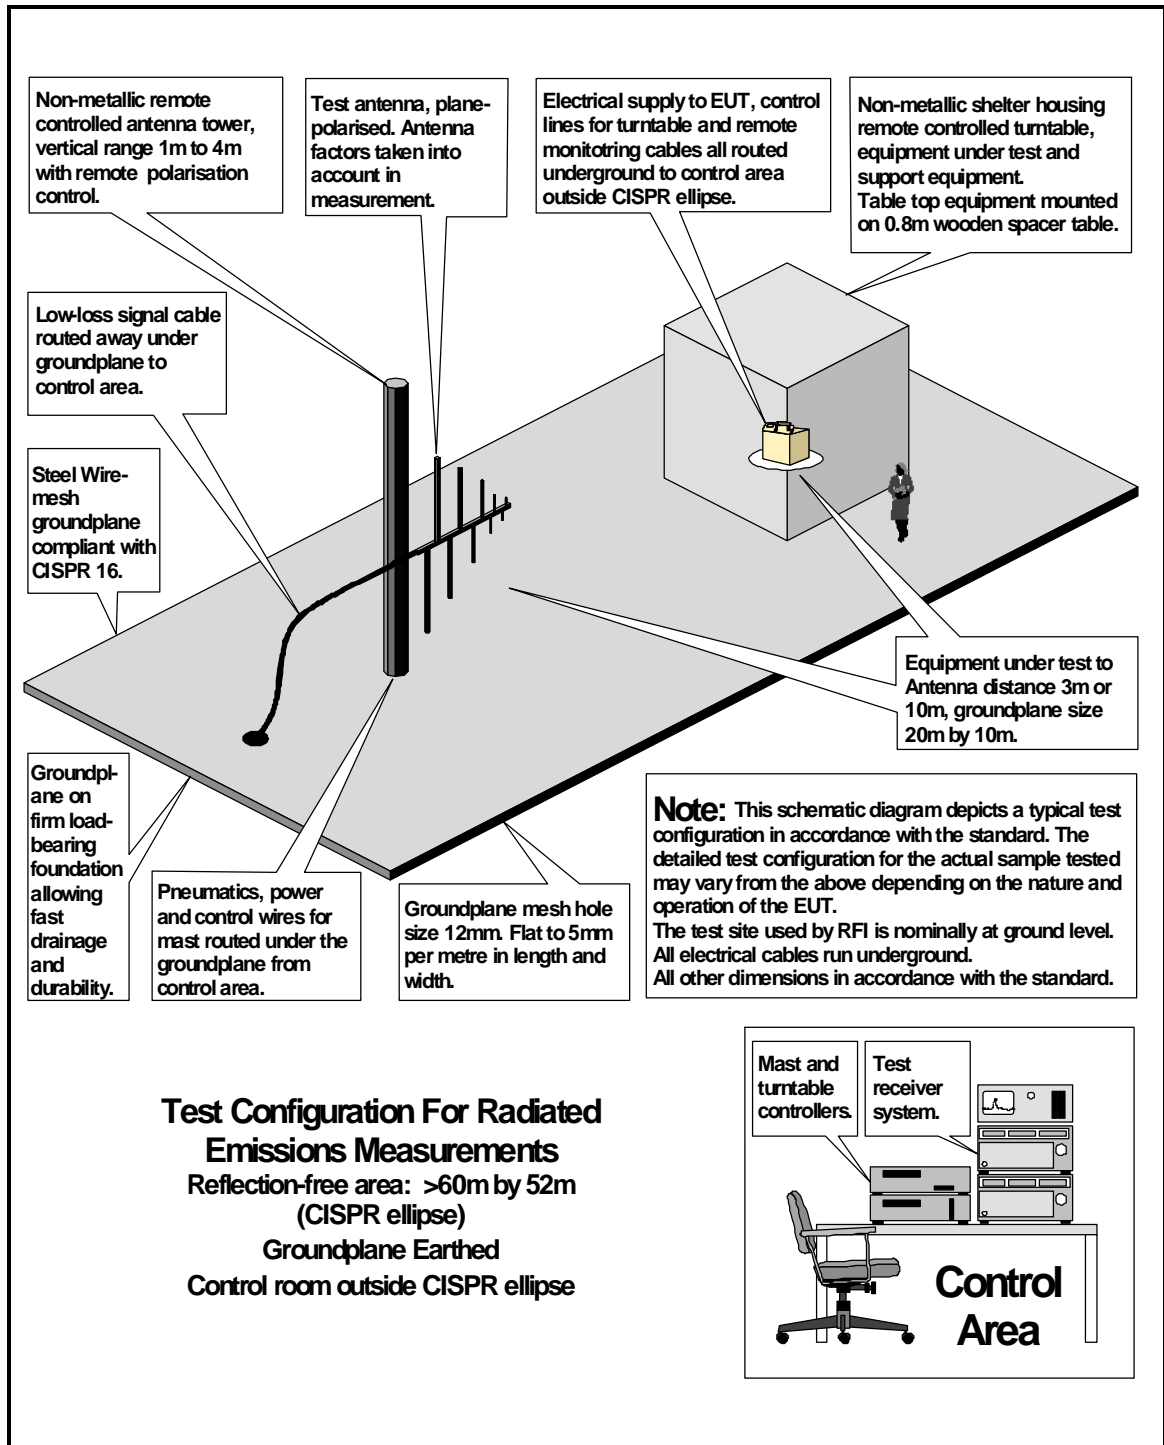 Non-metallic remote
controlled antenna tower,
vertical range 1m to 4m
with remote polarisation
control.
Test antenna, plane-
polarised. Antenna
factors taken into
account in
measurement.
Electrical supply to EUT, control
lines for turntable and remote
monitotring cables all routed
underground to control area
outside CISPR ellipse.
Non-metallic shelter housing
remote controlled turntable,
equipment under test and
support equipment.
Table top equipment mounted
on 0.8m wooden spacer table.
Low-loss signal cable
routed away under
groundplane to
control area.
Steel Wire-
mesh
groundplane
compliant with
CISPR 16.
Equipment under test to
Antenna distance 3m or
10m, groundplane size
20m by 10m.
Groundpl-
ane on
firm load-
bearing
foundation
allowing
fast
drainage
and
durability.
Pneumatics, power
and control wires for
mast routed under the
groundplane from
control area.
Groundplane mesh hole
size 12mm. Flat to 5mm
per metre in length and
width.
Note: This schematic diagram depicts a typical test
configuration in accordance with the standard. The
detailed test configuration for the actual sample tested
may vary from the above depending on the nature and
operation of the EUT.
The test site used by RFI is nominally at ground level.
All electrical cables run underground.
All other dimensions in accordance with the standard.
Test Configuration For Radiated
Emissions Measurements
Reflection-free area: >60m by 52m
(CISPR ellipse)
Groundplane Earthed
Control room outside CISPR ellipse
Mast and
turntable
controllers.
Test
receiver
system.
Control
Area